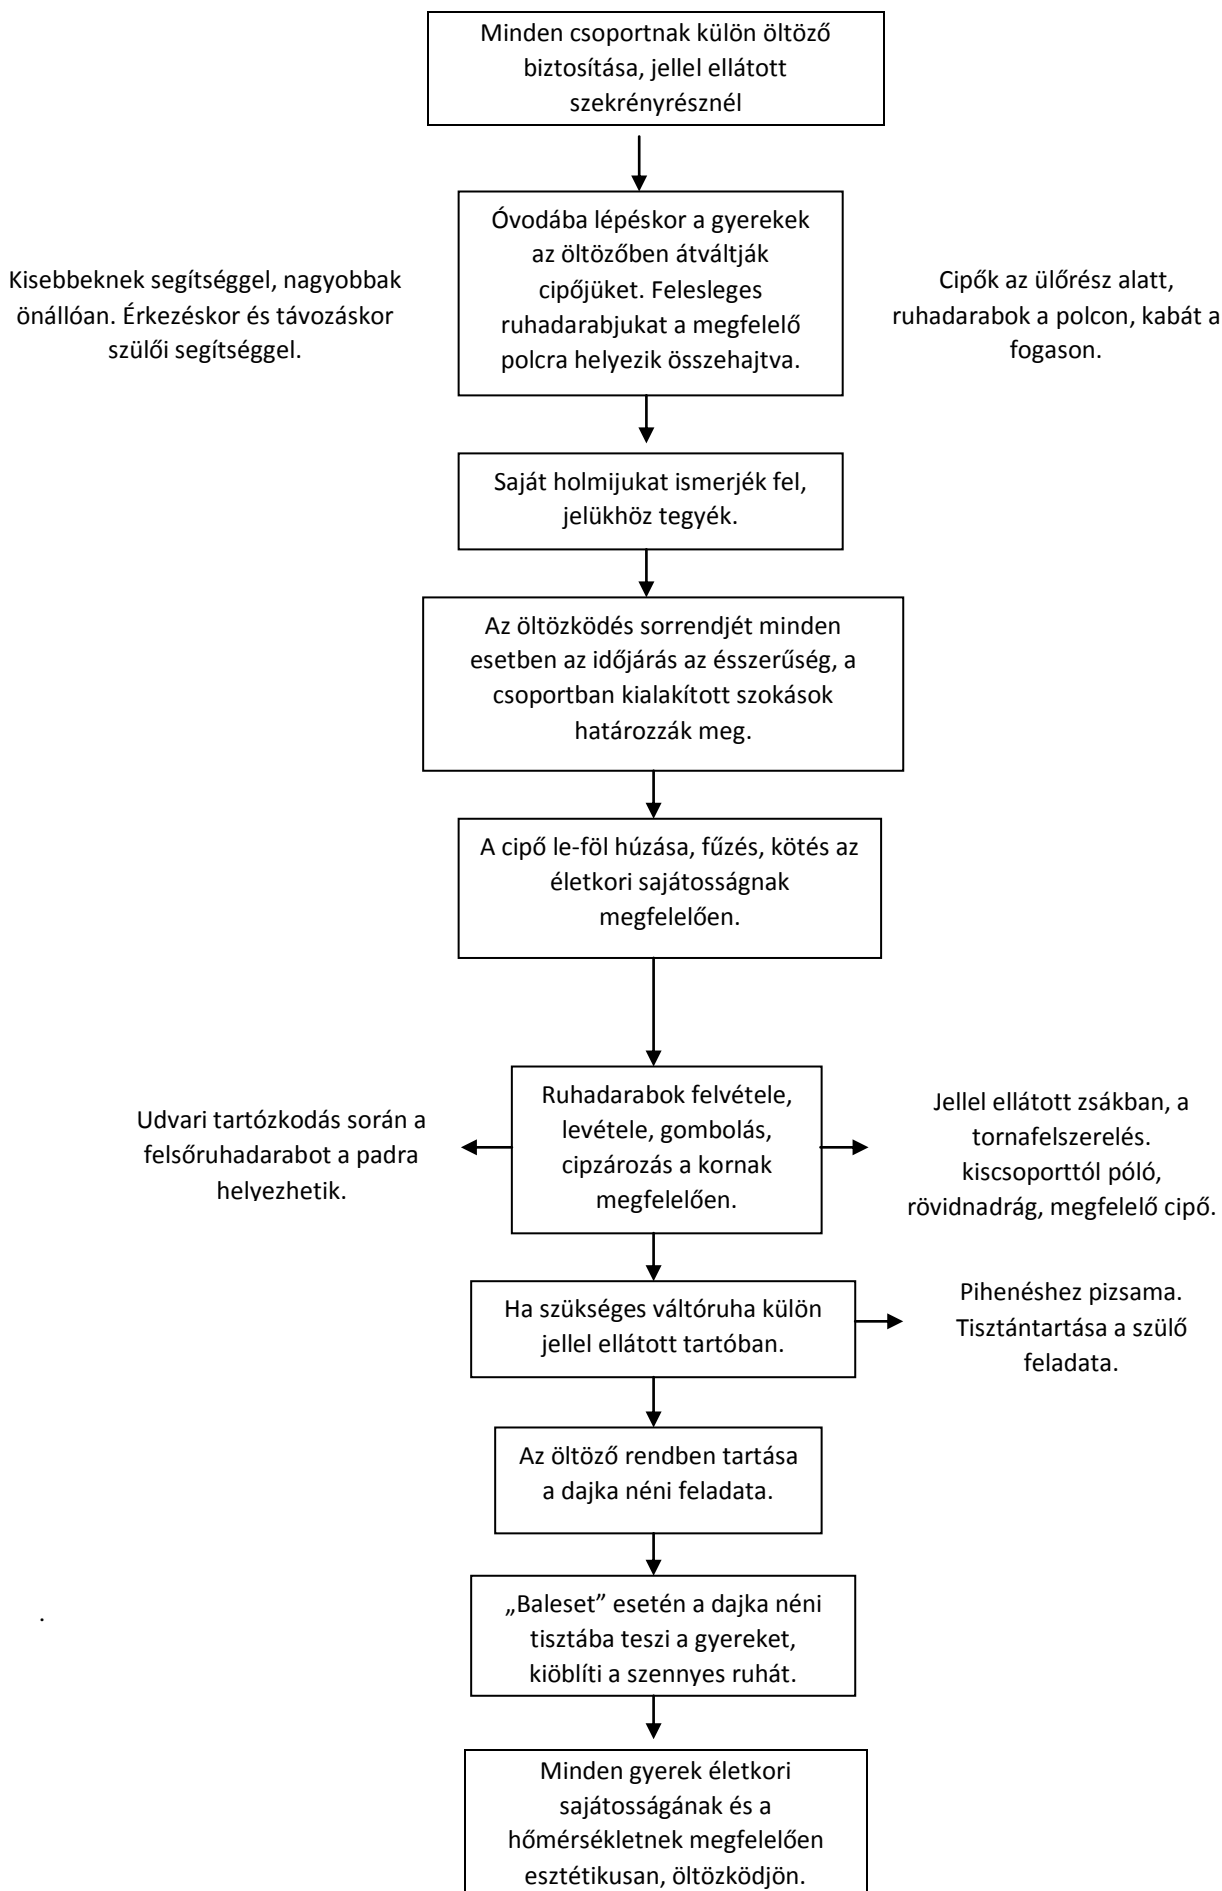 Minden csoportnak külön öltöző
biztosítása, jellel ellátott
szekrényrésznél
Óvodába lépéskor a gyerekek
az öltözőben átváltják
cipőjüket. Felesleges
ruhadarabjukat a megfelelő
polcra helyezik összehajtva.
Kisebbeknek segítséggel, nagyobbak
önállóan. Érkezéskor és távozáskor
szülői segítséggel.
Cipők az ülőrész alatt,
ruhadarabok a polcon, kabát a
fogason.
Saját holmijukat ismerjék fel,
jelükhöz tegyék.
Az öltözködés sorrendjét minden
esetben az időjárás az ésszerűség, a
csoportban kialakított szokások
határozzák meg.
A cipő le-föl húzása, fűzés, kötés az
életkori sajátosságnak
megfelelően.
Ruhadarabok felvétele,
levétele, gombolás,
cipzározás a kornak
megfelelően.
Udvari tartózkodás során a
felsőruhadarabot a padra
helyezhetik.
Jellel ellátott zsákban, a
tornafelszerelés.
kiscsoporttól póló,
rövidnadrág, megfelelő cipő.
Ha szükséges váltóruha külön
jellel ellátott tartóban.
Pihenéshez pizsama.
Tisztántartása a szülő
feladata.
Az öltöző rendben tartása
a dajka néni feladata.
„Baleset” esetén a dajka néni
tisztába teszi a gyereket,
kiöblíti a szennyes ruhát.
.
Minden gyerek életkori
sajátosságának és a
hőmérsékletnek megfelelően
esztétikusan, öltözködjön.